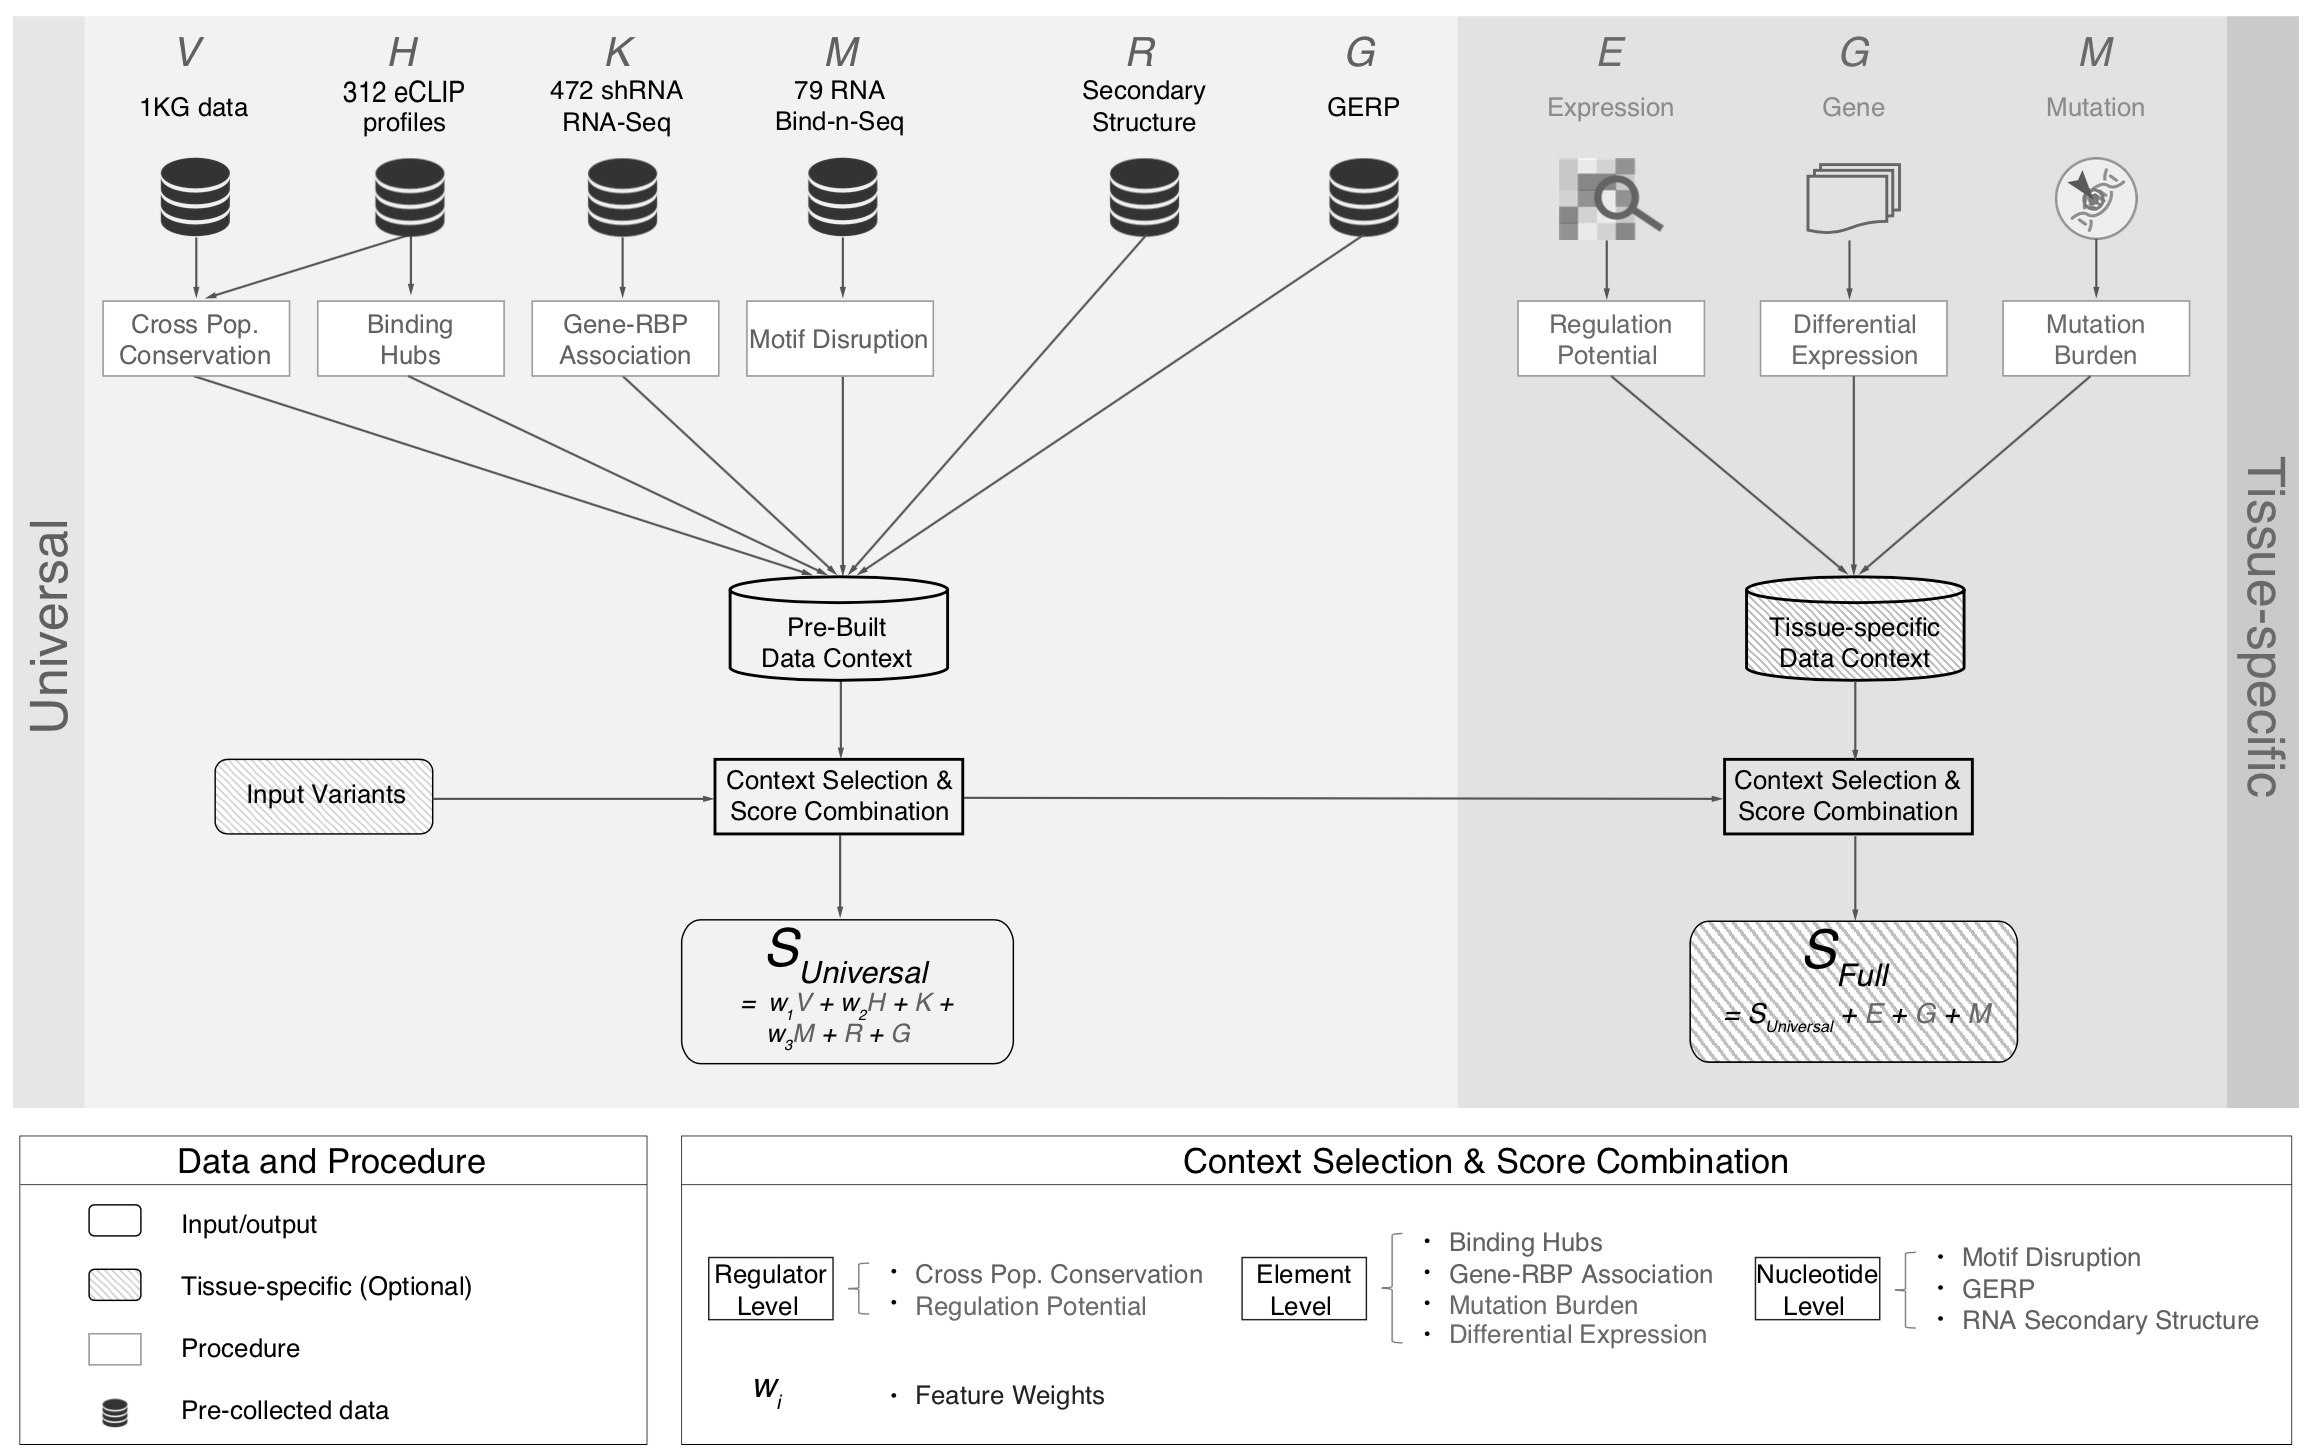 V
H
K
M
R
G
E
G
M
1KG data
312 eCLIP
profiles
472 shRNA
RNA-Seq
79 RNA
Bind-n-Seq
Secondary
Structure
GERP
Expression
Gene
Mutation
Cross Pop.
Conservation
Binding
Hubs
Gene-RBP
Association
Motif Disruption
Regulation
Potential
Differential
Expression
Mutation
Burden
Universal
Tissue-specific
Pre-Built
Data Context
Tissue-specific
Data Context
Input Variants
Context Selection &
Score Combination
Context Selection &
Score Combination
S Universal
= w1V + w2H + K +
w3M + R + G
S Full
= S Universal + E + G + M
Data and Procedure
Input/output
Tissue-specific (Optional)
Procedure
Pre-collected data
Context Selection & Score Combination
Regulator
Level
· Cross Pop. Conservation
· Regulation Potential
Element
Level
· Binding Hubs
· Gene-RBP Association
· Mutation Burden
· Differential Expression
Nucleotide
Level
· Motif Disruption
· GERP
· RNA Secondary Structure
wi
· Feature Weights